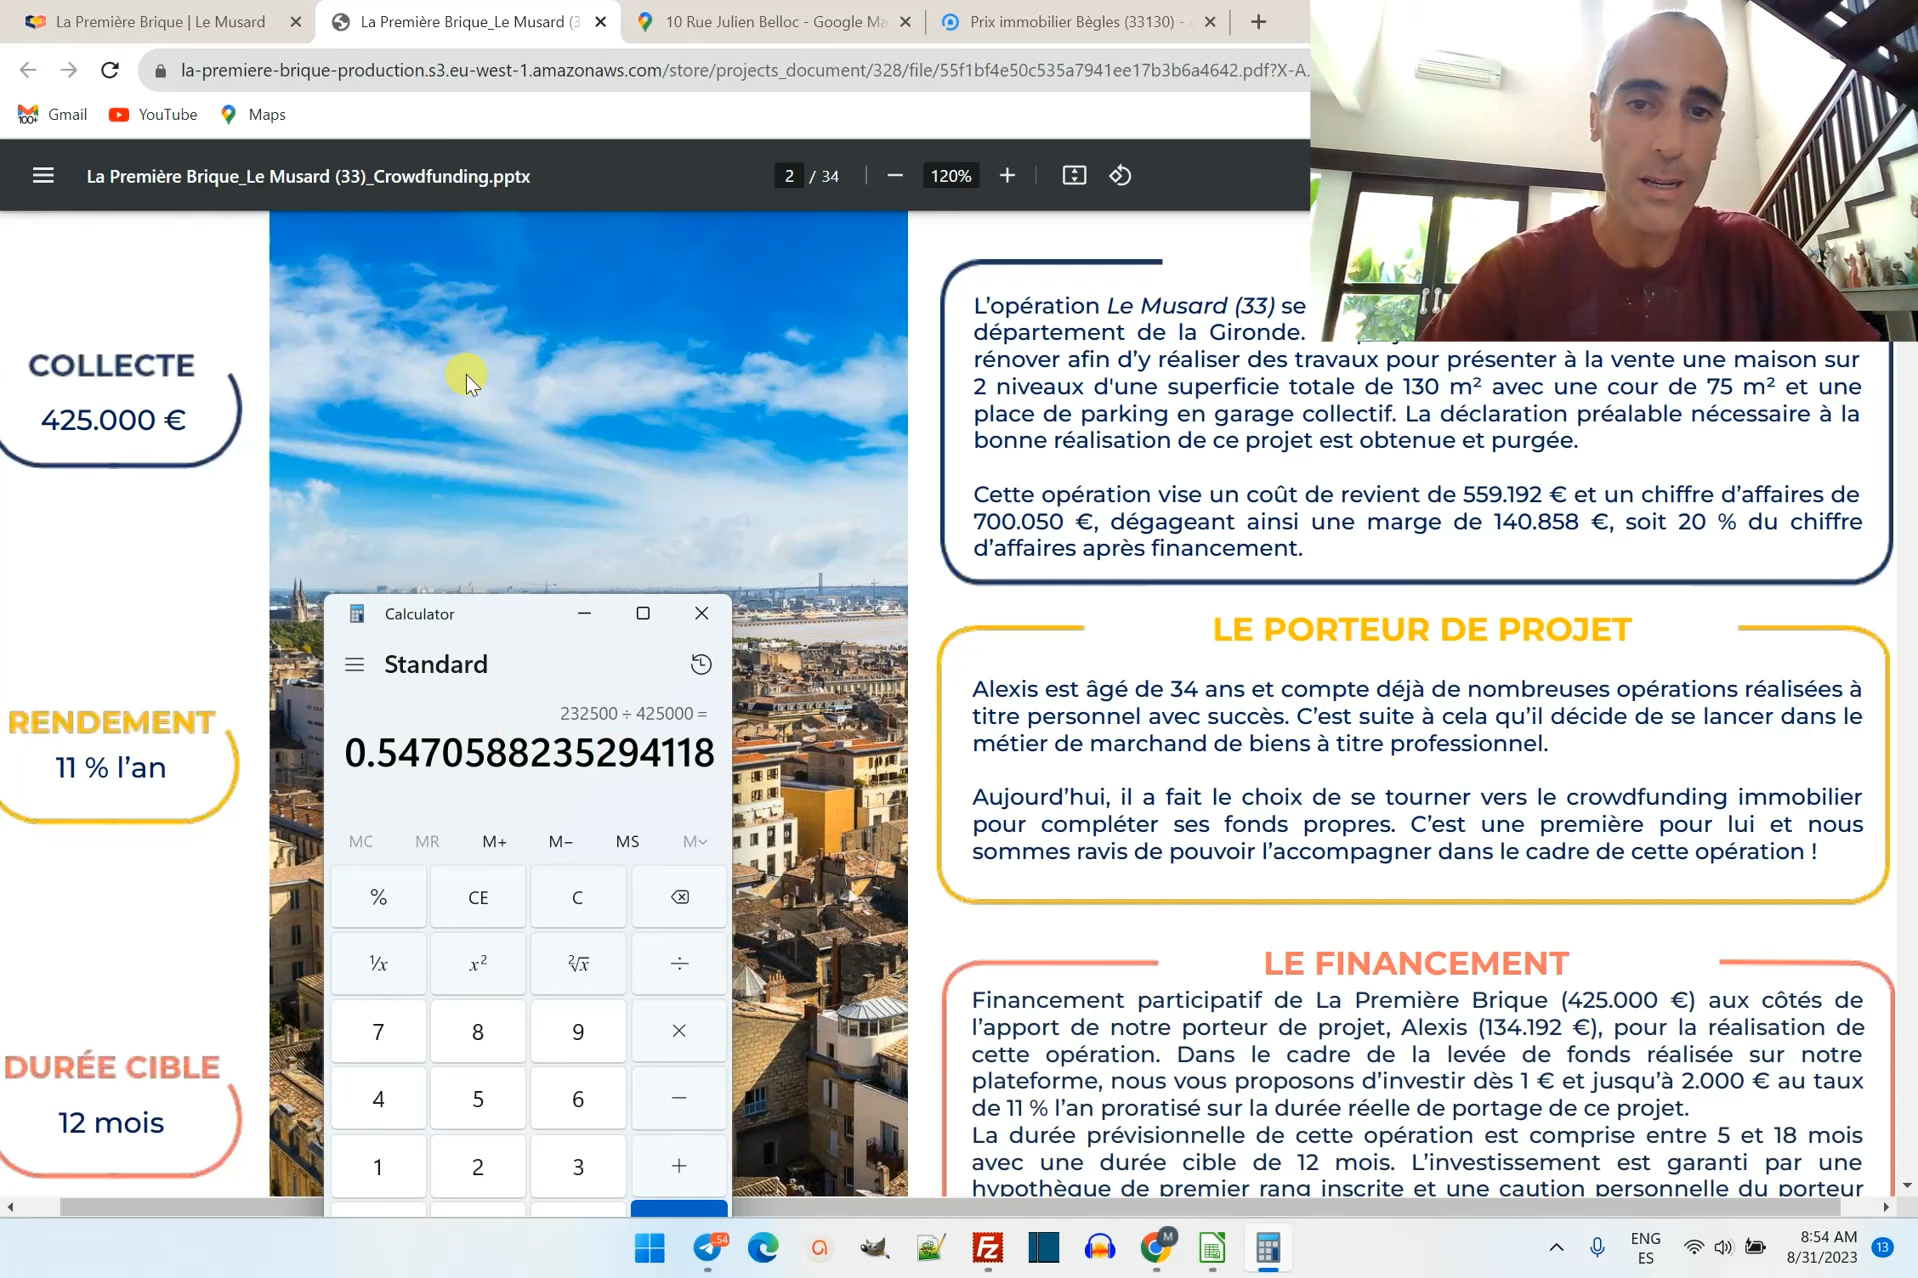 La Première Brique | Le Musard
La Première Brique_Le Musard (3
10 Rue Julien Belloc - Google Ma
Prix immobilier Bègles (33130) -
la-premiere-brique-production.s3.eu-west-1.amazonaws.com/store/projects_document/328/file/55f1bf4e50c535a7941ee17b3b6a4642.pdf?X-A.
Gmail
YouTube
Maps
La Première Brique_Le Musard (33)_Crowdfunding.pptx
2 / 34
120%
COLLECTE
425.000 €
RENDEMENT
11 % l’an
DURÉE CIBLE
12 mois
L’opération Le Musard (33) se
département de la Gironde.
rénover afin d’y réaliser des travaux pour présenter à la vente une maison sur
2 niveaux d'une superficie totale de 130 m² avec une cour de 75 m² et une
place de parking en garage collectif. La déclaration préalable nécessaire à la
bonne réalisation de ce projet est obtenue et purgée.
Cette opération vise un coût de revient de 559.192 € et un chiffre d’affaires de
700.050 €, dégageant ainsi une marge de 140.858 €, soit 20 % du chiffre
d’affaires après financement.
LE PORTEUR DE PROJET
Alexis est âgé de 34 ans et compte déjà de nombreuses opérations réalisées à
titre personnel avec succès. C’est suite à cela qu’il décide de se lancer dans le
métier de marchand de biens à titre professionnel.
Aujourd’hui, il a fait le choix de se tourner vers le crowdfunding immobilier
pour compléter ses fonds propres. C’est une première pour lui et nous
sommes ravis de pouvoir l’accompagner dans le cadre de cette opération !
LE FINANCEMENT
Financement participatif de La Première Brique (425.000 €) aux côtés de
l’apport de notre porteur de projet, Alexis (134.192 €), pour la réalisation de
cette opération. Dans le cadre de la levée de fonds réalisée sur notre
plateforme, nous vous proposons d’investir dès 1 € et jusqu’à 2.000 € au taux
de 11 % l’an proratisé sur la durée réelle de portage de ce projet.
La durée prévisionnelle de cette opération est comprise entre 5 et 18 mois
avec une durée cible de 12 mois. L’investissement est garanti par une
hypothèque de premier rang inscrite et une caution personnelle du porteur
Calculator
Standard
232500 ÷ 425000 =
0.5470588235294118
MC MR M+ M− MS M
% CE C
¹/x x² ²√x ÷
7 8 9 ×
4 5 6 −
1 2 3 +
54
M
ENG
ES
8:54 AM
8/31/2023
13